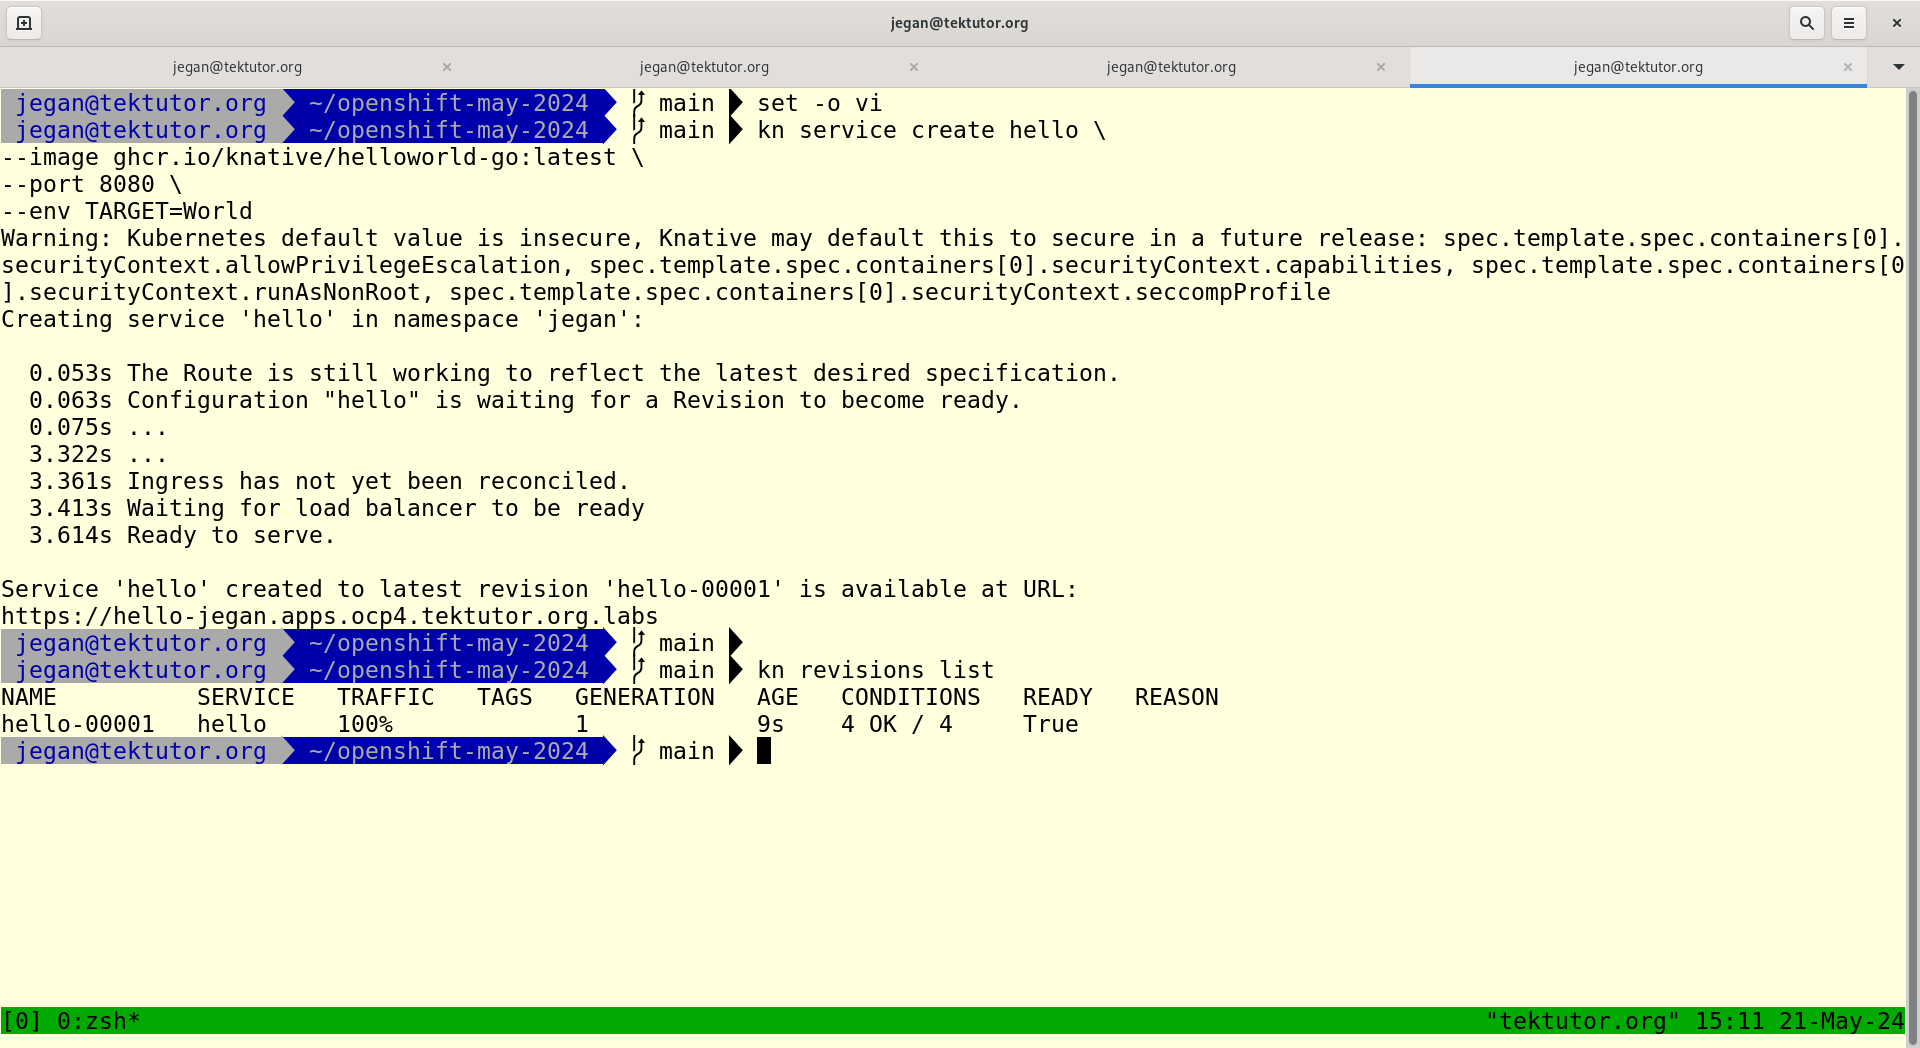 jegan@tektutor.org
jegan@tektutor.org jegan@tektutor.org jegan@tektutor.org jegan@tektutor.org
jegan@tektutor.org ~/openshift-may-2024 main set -o vi
jegan@tektutor.org ~/openshift-may-2024 main kn service create hello \
--image ghcr.io/knative/helloworld-go:latest \
--port 8080 \
--env TARGET=World
Warning: Kubernetes default value is insecure, Knative may default this to secure in a future release: spec.template.spec.containers[0].
securityContext.allowPrivilegeEscalation, spec.template.spec.containers[0].securityContext.capabilities, spec.template.spec.containers[0
].securityContext.runAsNonRoot, spec.template.spec.containers[0].securityContext.seccompProfile
Creating service 'hello' in namespace 'jegan':
0.053s The Route is still working to reflect the latest desired specification.
0.063s Configuration "hello" is waiting for a Revision to become ready.
0.075s ...
3.322s ...
3.361s Ingress has not yet been reconciled.
3.413s Waiting for load balancer to be ready
3.614s Ready to serve.
Service 'hello' created to latest revision 'hello-00001' is available at URL:
https://hello-jegan.apps.ocp4.tektutor.org.labs
jegan@tektutor.org ~/openshift-may-2024 main
jegan@tektutor.org ~/openshift-may-2024 main kn revisions list
NAME SERVICE TRAFFIC TAGS GENERATION AGE CONDITIONS READY REASON
hello-00001 hello 100% 1 9s 4 OK / 4 True
jegan@tektutor.org ~/openshift-may-2024 main
[0] 0:zsh* "tektutor.org" 15:11 21-May-24